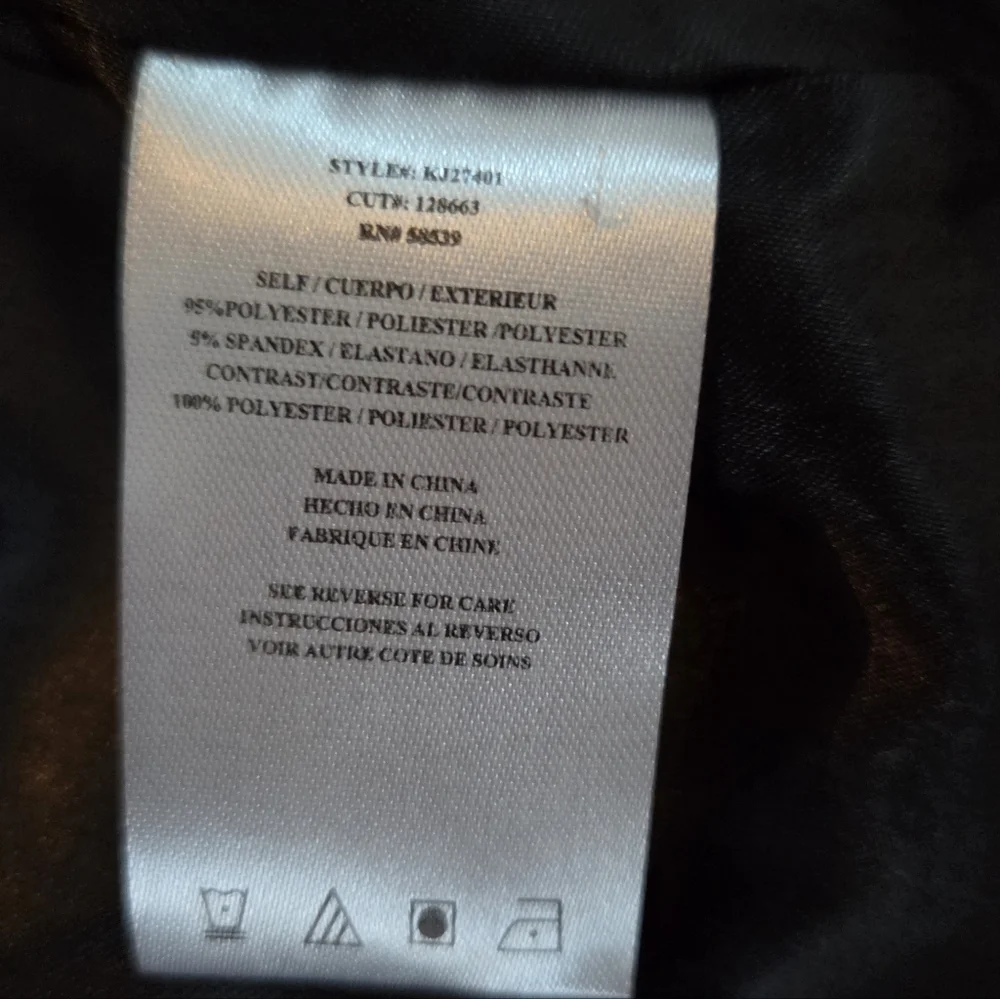 STYLE#: KJ27401
CUT#: 128663
RN# 58539
SELF / CUERPO / EXTERIEUR
95%POLYESTER / POLIESTER /POLYESTER
5% SPANDEX / ELASTANO / ELASTHANNE
CONTRAST/CONTRASTE/CONTRASTE
100% POLYESTER / POLIESTER / POLYESTER
MADE IN CHINA
HECHO EN CHINA
FABRIQUE EN CHINE
SEE REVERSE FOR CARE
INSTRUCCIONES AL REVERSO
VOIR AUTRE COTE DE SOINS